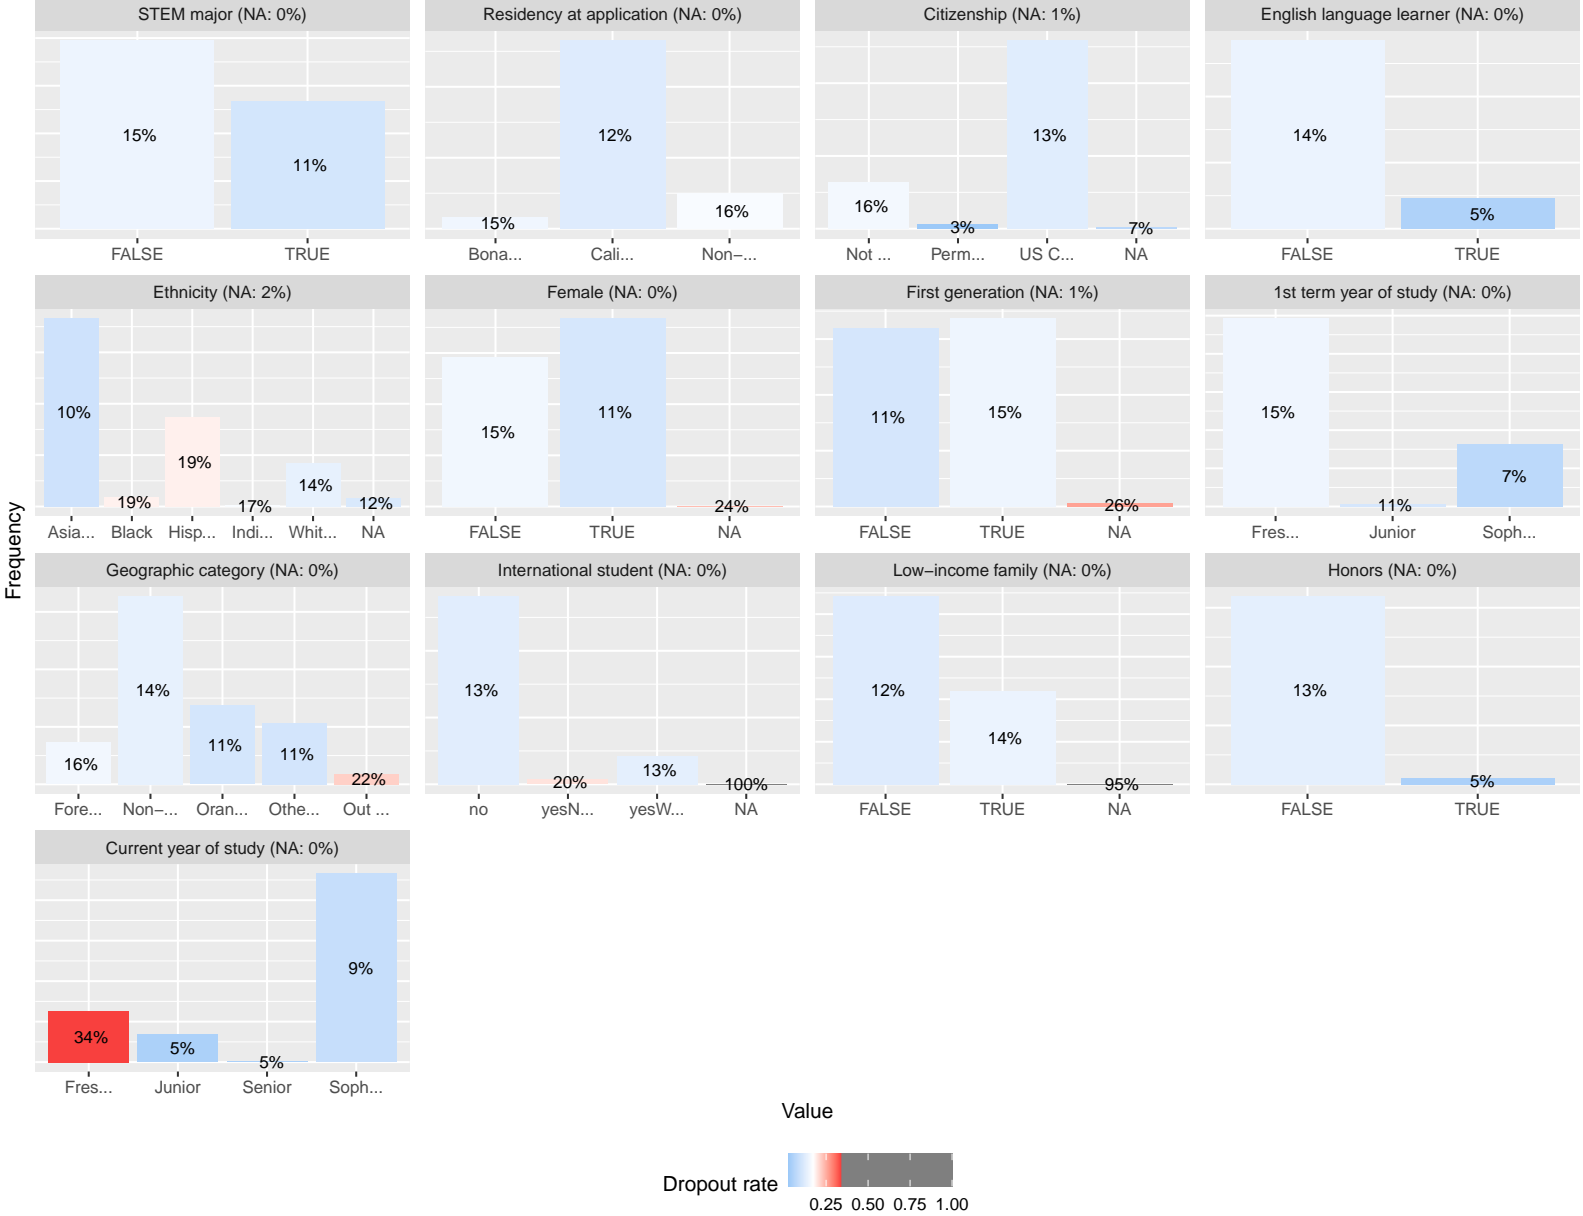 STEM major (NA: 0%)
Residency at application (NA: 0%)
Citizenship (NA: 1%)
English language learner (NA: 0%)
15%
11%
15%
12%
16%
16%
3%
13%
7%
14%
5%
FALSE
TRUE
Bona...
Cali...
Non−...
Not ...
Perm...
US C...
NA
FALSE
TRUE
Ethnicity (NA: 2%)
Female (NA: 0%)
First generation (NA: 1%)
1st term year of study (NA: 0%)
10%
19%
19%
17%
14%
12%
15%
11%
24%
11%
15%
26%
15%
11%
7%
Asia...
Black
Hisp...
Indi...
Whit...
NA
FALSE
TRUE
NA
FALSE
TRUE
NA
Fres...
Junior
Soph...
Frequency
Geographic category (NA: 0%)
International student (NA: 0%)
Low−income family (NA: 0%)
Honors (NA: 0%)
16%
14%
11%
11%
22%
13%
20%
13%
100%
12%
14%
95%
13%
5%
Fore...
Non−...
Oran...
Othe...
Out ...
no
yesN...
yesW...
NA
FALSE
TRUE
NA
FALSE
TRUE
Current year of study (NA: 0%)
34%
5%
5%
9%
Fres...
Junior
Senior
Soph...
Value
Dropout rate
0.25 0.50 0.75 1.00